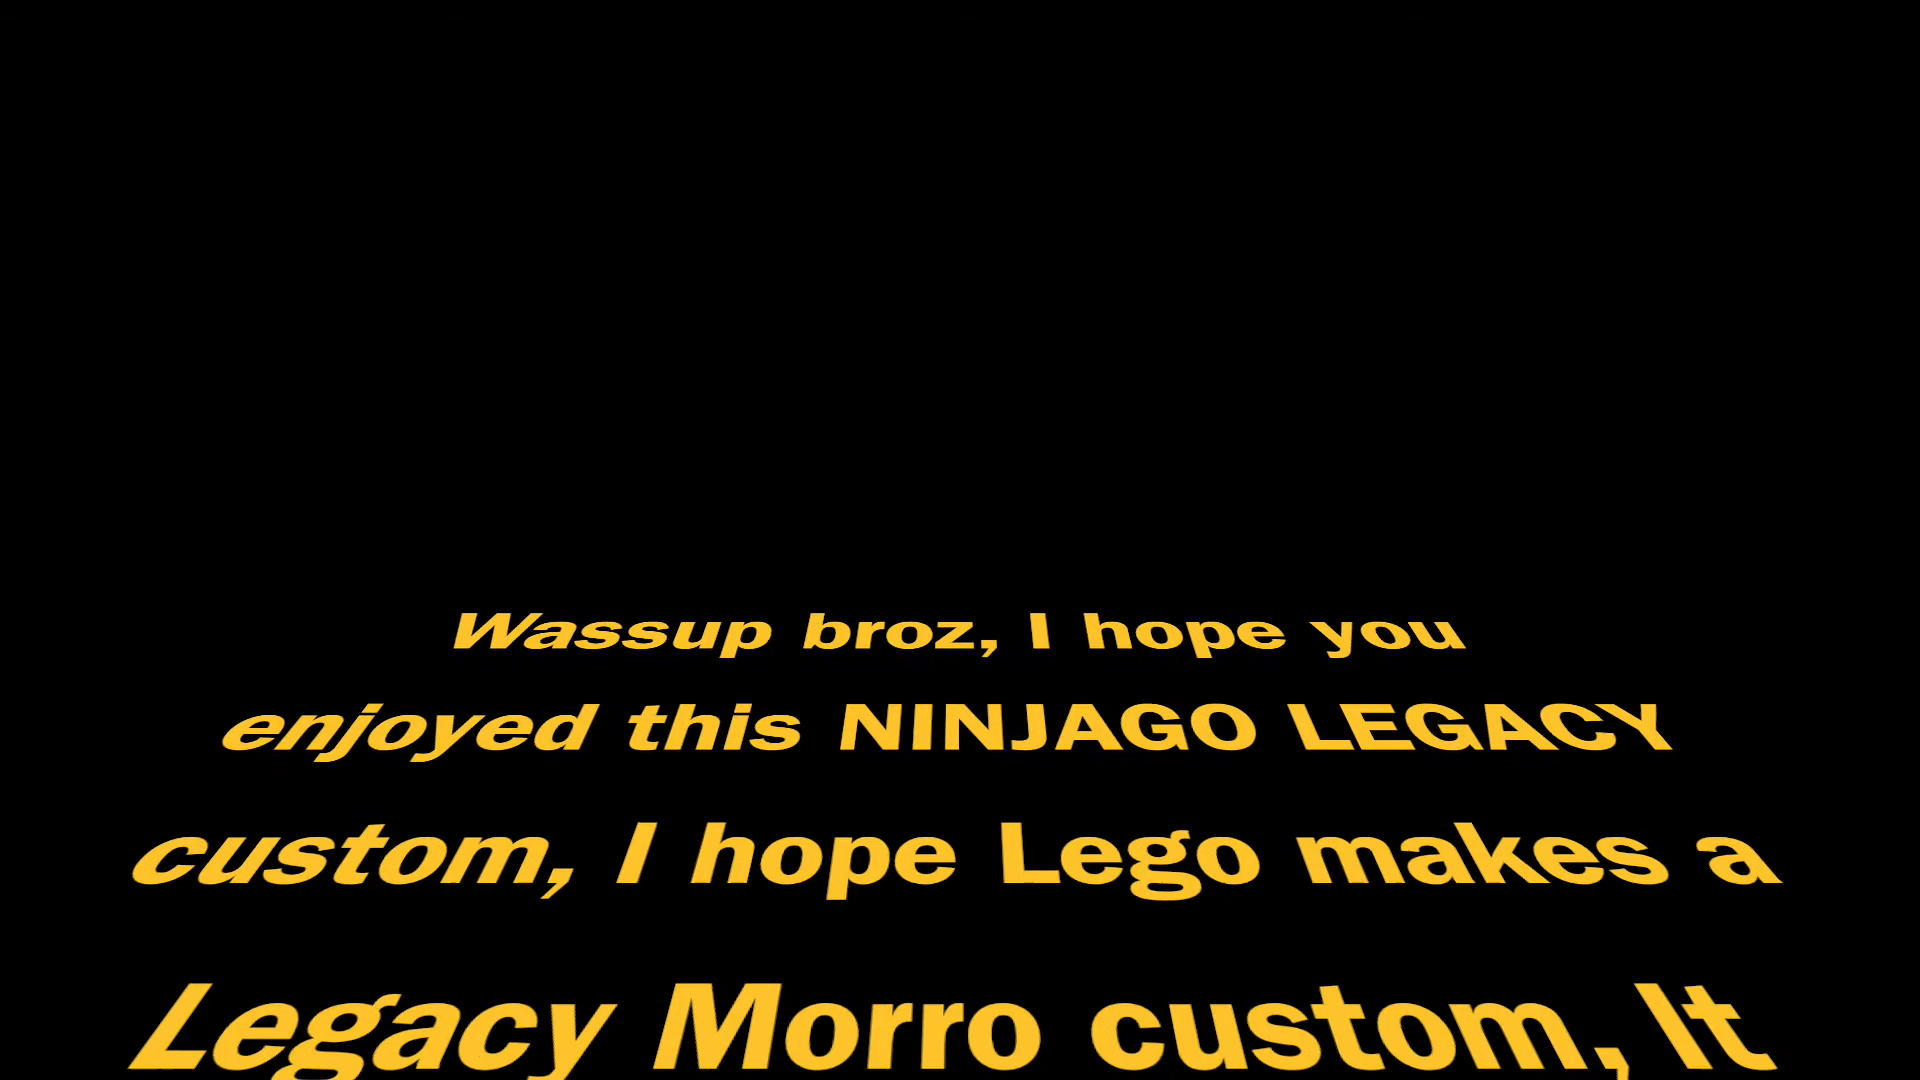 Wassup broz, I hope you
enjoyed this NINJAGO LEGACY
custom, I hope Lego makes a
Legacy Morro custom, It